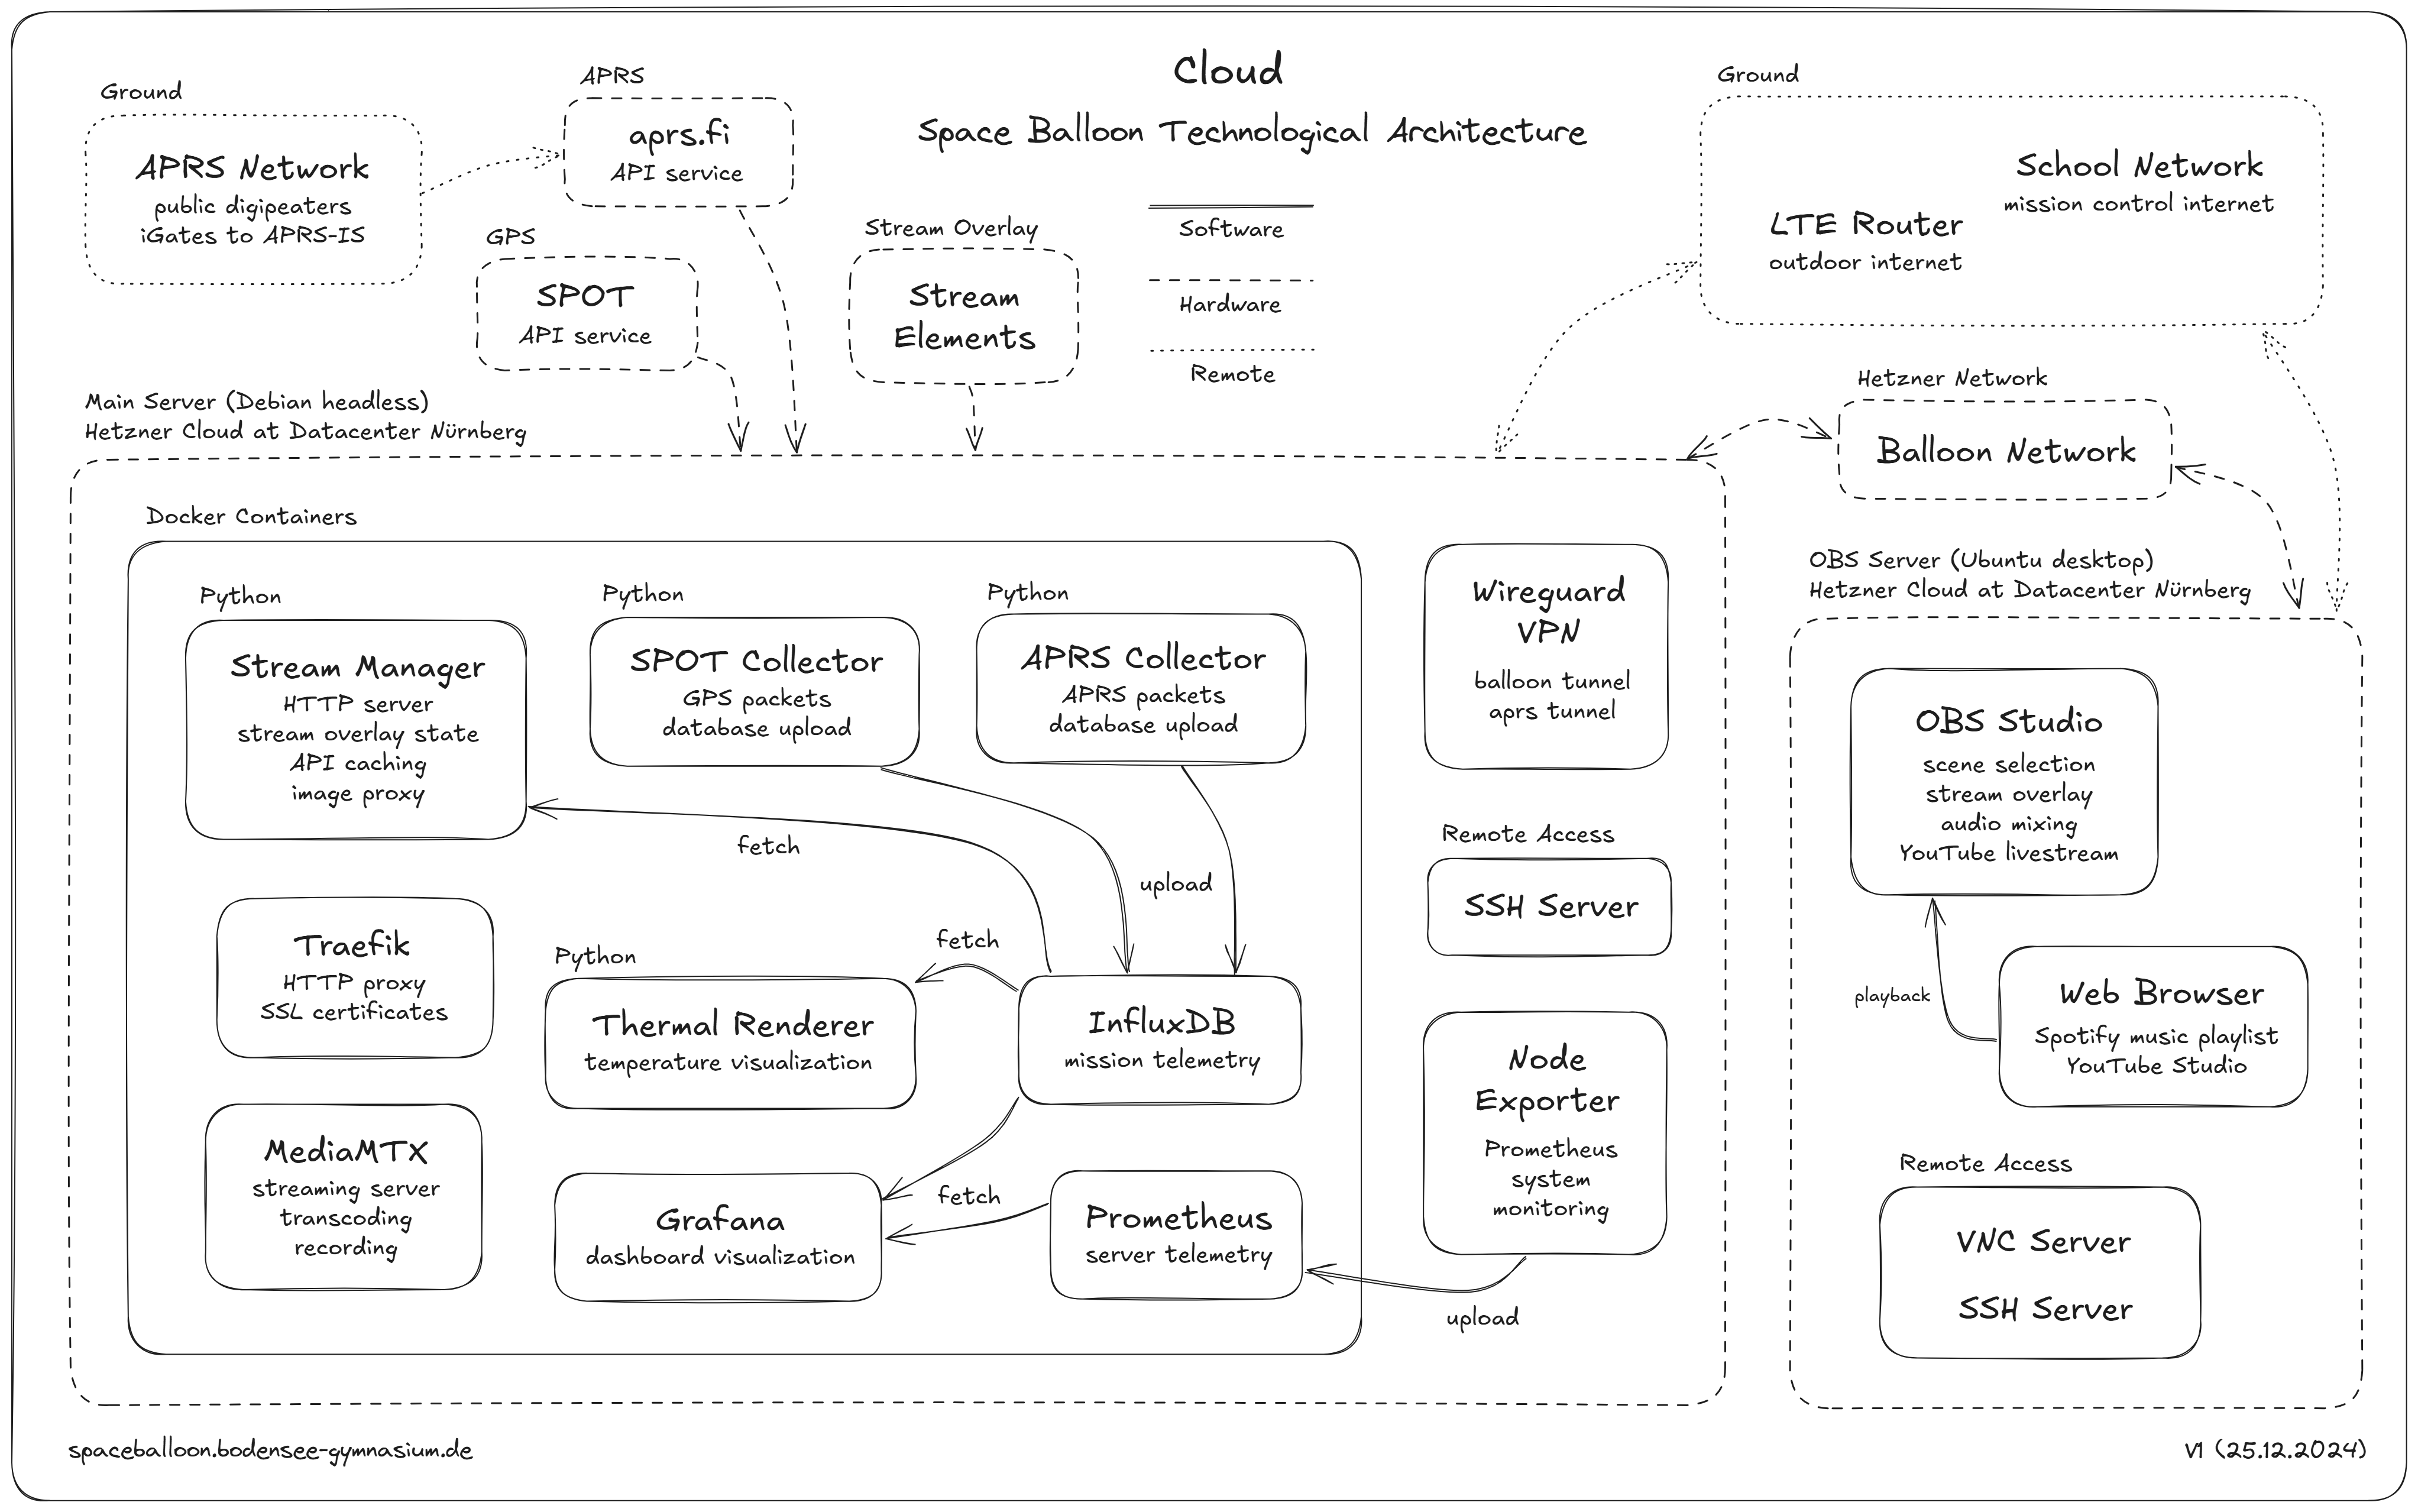 Cloud
Space Balloon Technological Architecture
Ground
APRS Network
public digipeaters
iGates to APRS-IS
APRS
aprs.fi
API service
GPS
SPOT
API service
Stream Overlay
Stream
Elements
Software
Hardware
Remote
Ground
School Network
mission control internet
LTE Router
outdoor internet
Hetzner Network
Balloon Network
Main Server (Debian headless)
Hetzner Cloud at Datacenter Nürnberg
Docker Containers
Python
Stream Manager
HTTP server
stream overlay state
API caching
image proxy
Python
SPOT Collector
GPS packets
database upload
Python
APRS Collector
APRS packets
database upload
fetch
upload
fetch
Traefik
HTTP proxy
SSL certificates
Python
Thermal Renderer
temperature visualization
InfluxDB
mission telemetry
MediaMTX
streaming server
transcoding
recording
Grafana
dashboard visualization
fetch
Prometheus
server telemetry
Wireguard
VPN
balloon tunnel
aprs tunnel
Remote Access
SSH Server
Node
Exporter
Prometheus
system
monitoring
upload
OBS Server (Ubuntu desktop)
Hetzner Cloud at Datacenter Nürnberg
OBS Studio
scene selection
stream overlay
audio mixing
YouTube livestream
playback
Web Browser
Spotify music playlist
YouTube Studio
Remote Access
VNC Server
SSH Server
spaceballoon.bodensee-gymnasium.de
V1 (25.12.2024)